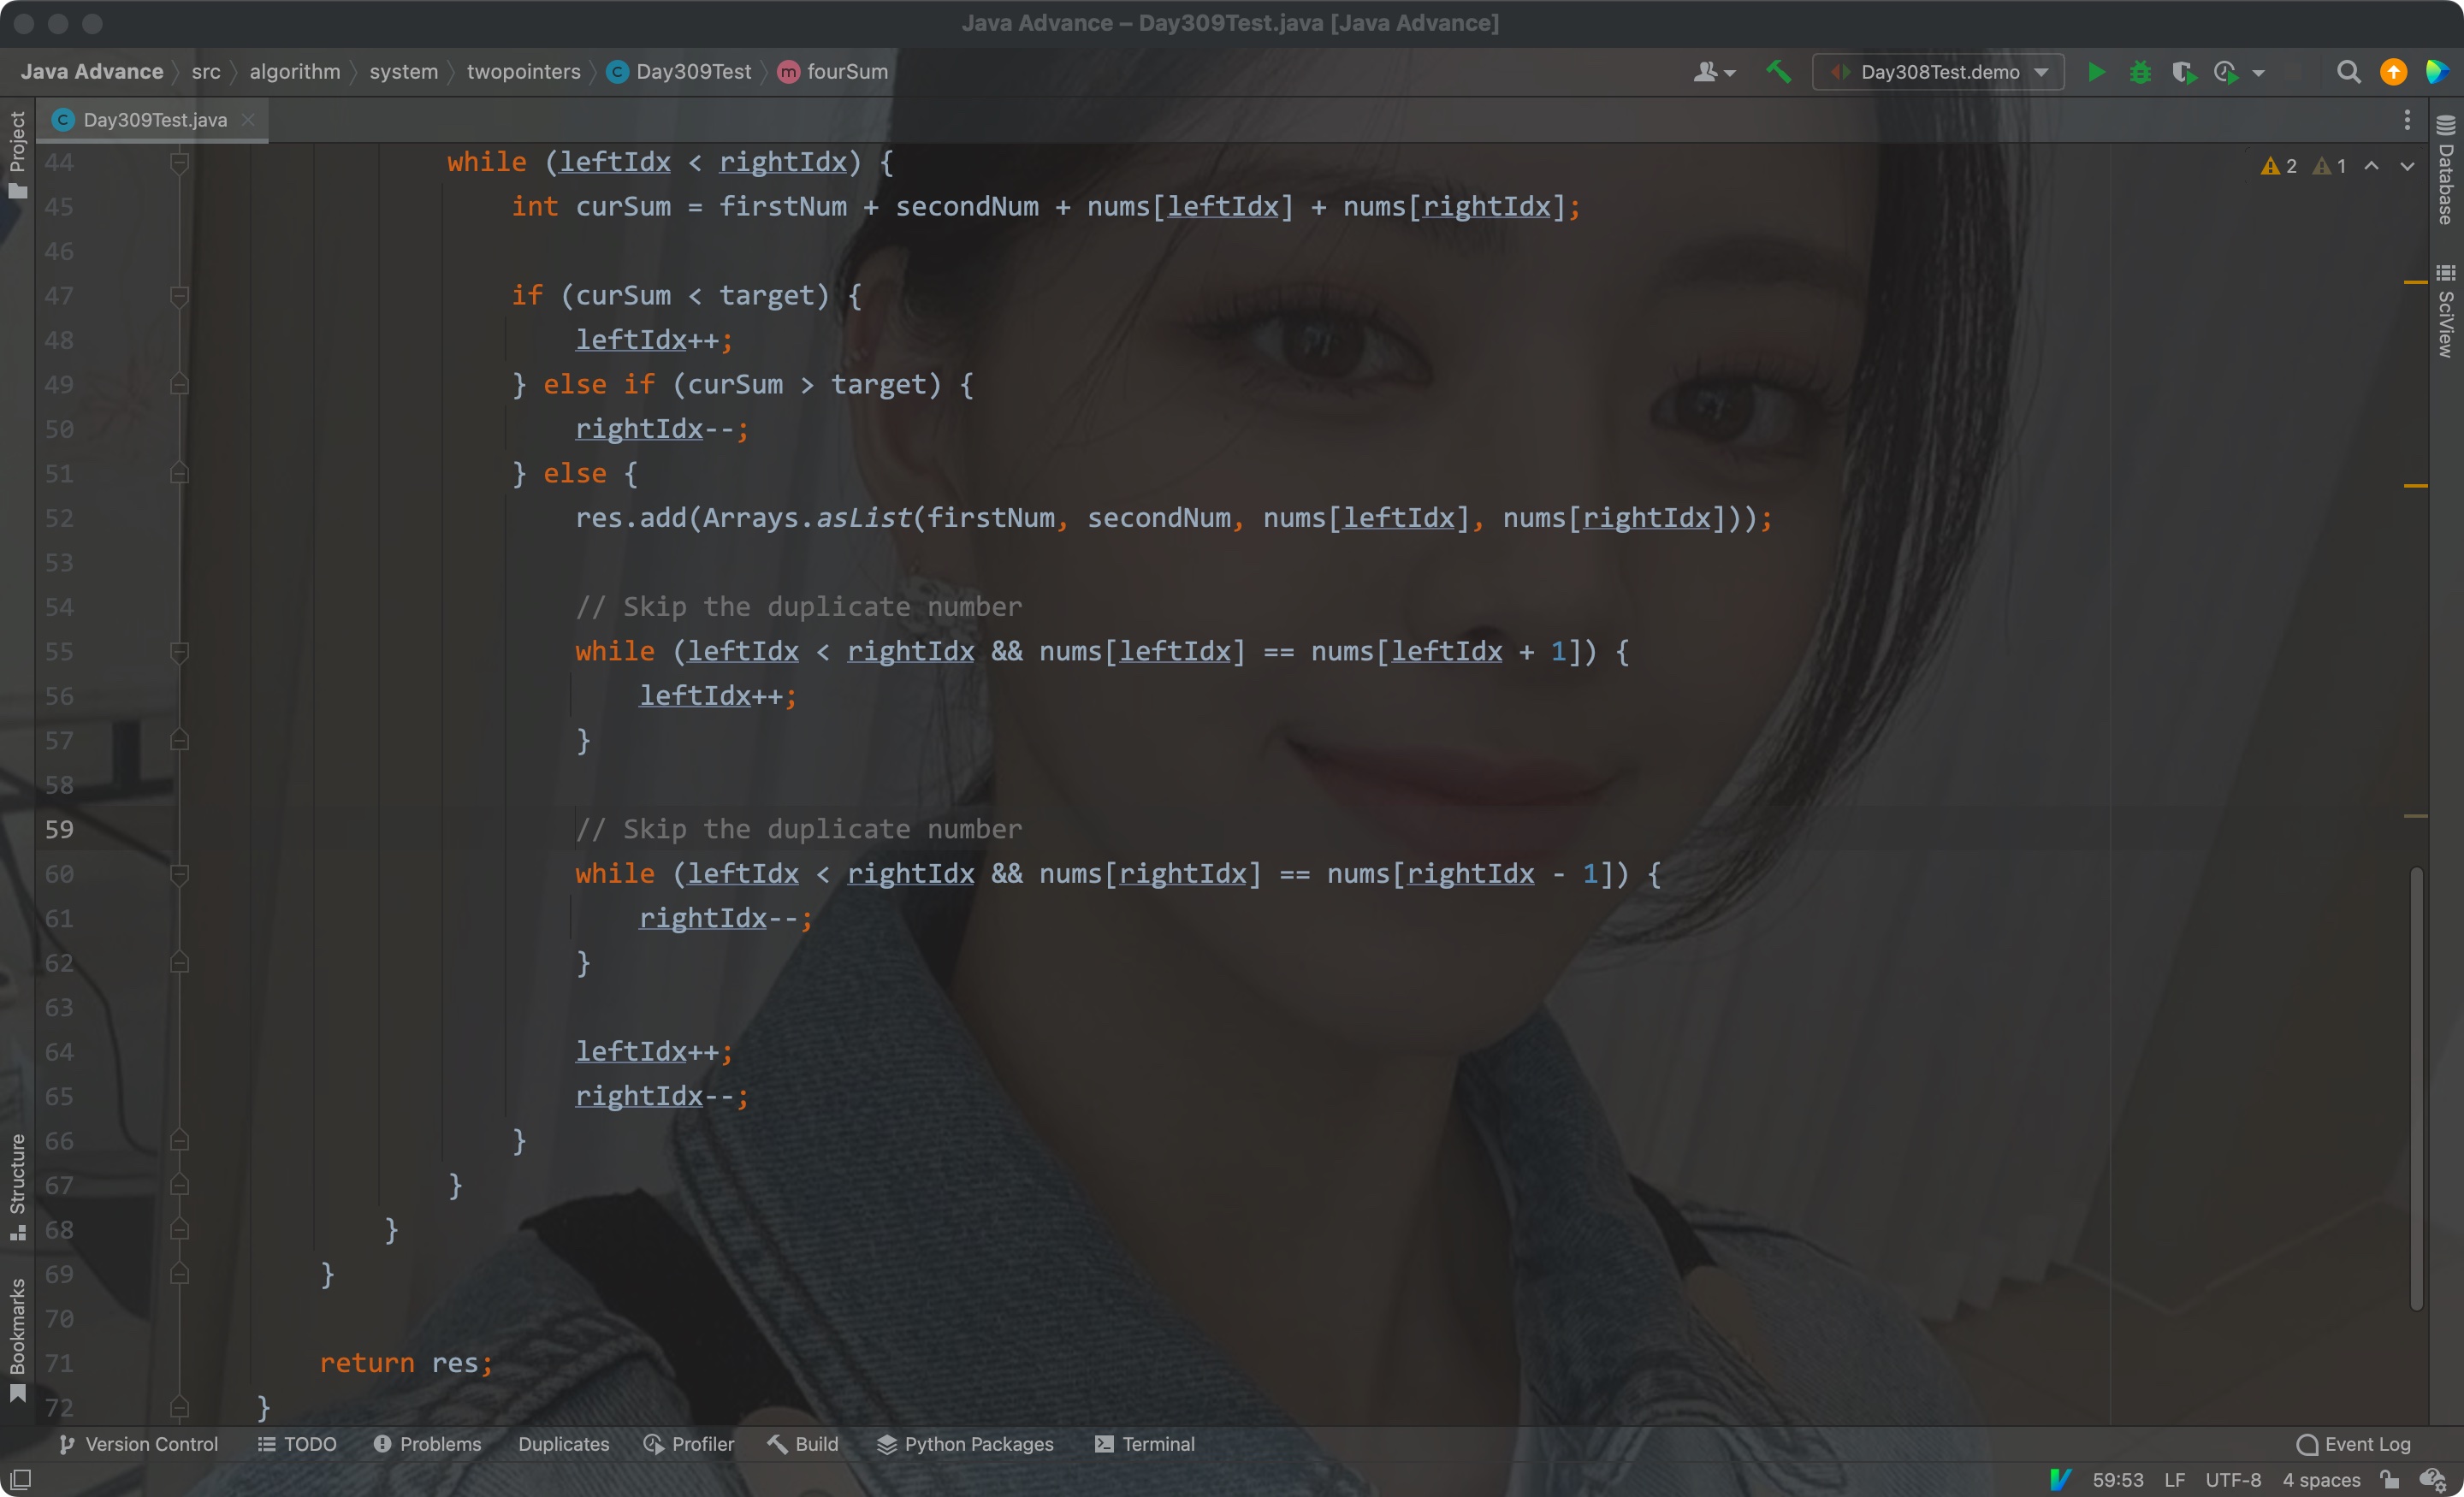 Java Advance – Day309Test.java [Java Advance]
Java Advance src algorithm system twopointers C Day309Test m fourSum Day308Test.demo
Project
C Day309Test.java
Database
SciView
2 1
44 while (leftIdx < rightIdx) {
45 int curSum = firstNum + secondNum + nums[leftIdx] + nums[rightIdx];
46
47 if (curSum < target) {
48 leftIdx++;
49 } else if (curSum > target) {
50 rightIdx--;
51 } else {
52 res.add(Arrays.asList(firstNum, secondNum, nums[leftIdx], nums[rightIdx]));
53
54 // Skip the duplicate number
55 while (leftIdx < rightIdx && nums[leftIdx] == nums[leftIdx + 1]) {
56 leftIdx++;
57 }
58
59 // Skip the duplicate number
60 while (leftIdx < rightIdx && nums[rightIdx] == nums[rightIdx - 1]) {
61 rightIdx--;
62 }
63
64 leftIdx++;
65 rightIdx--;
66 }
67 }
68 }
69 }
70
71 return res;
72 }
Structure
Bookmarks
Version Control TODO Problems Duplicates Profiler Build Python Packages Terminal Event Log
59:53 LF UTF-8 4 spaces